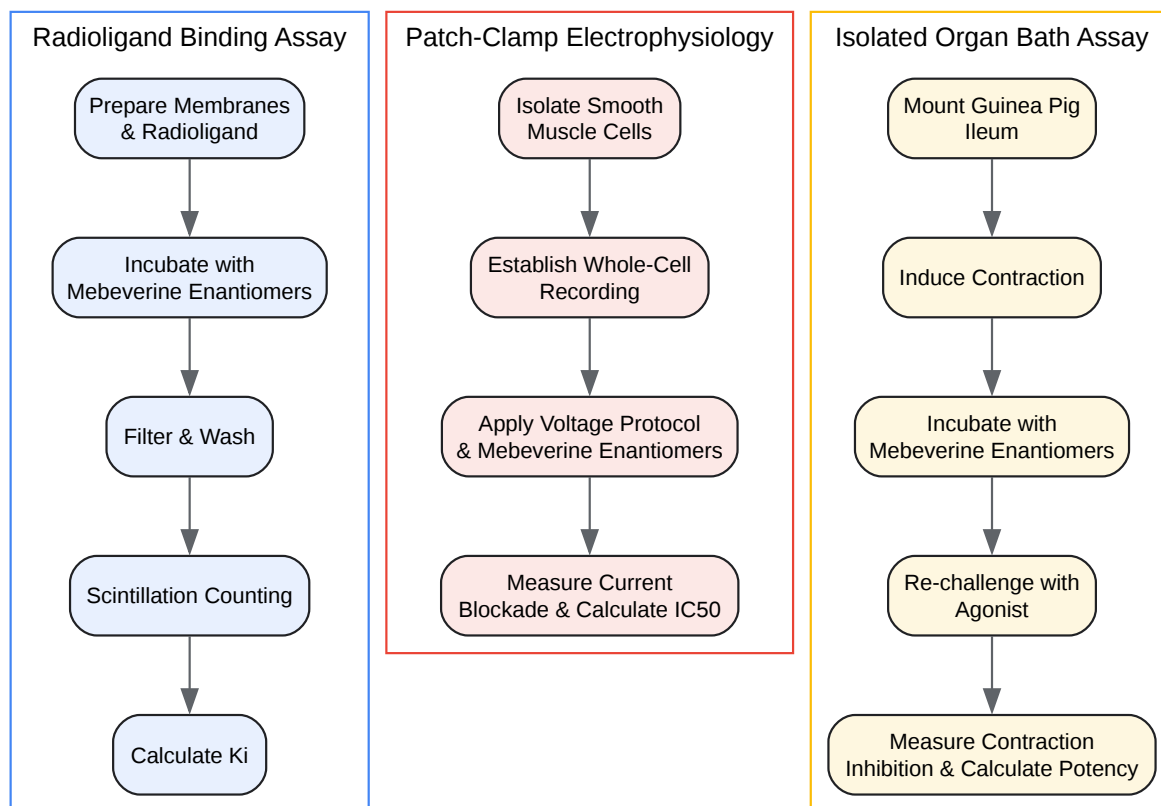 Radioligand Binding Assay
Prepare Membranes
& Radioligand
Incubate with
Mebeverine Enantiomers
Filter & Wash
Scintillation Counting
Calculate Ki
Patch-Clamp Electrophysiology
Isolate Smooth
Muscle Cells
Establish Whole-Cell
Recording
Apply Voltage Protocol
& Mebeverine Enantiomers
Measure Current
Blockade & Calculate IC50
Isolated Organ Bath Assay
Mount Guinea Pig
Ileum
Induce Contraction
Incubate with
Mebeverine Enantiomers
Re-challenge with
Agonist
Measure Contraction
Inhibition & Calculate Potency